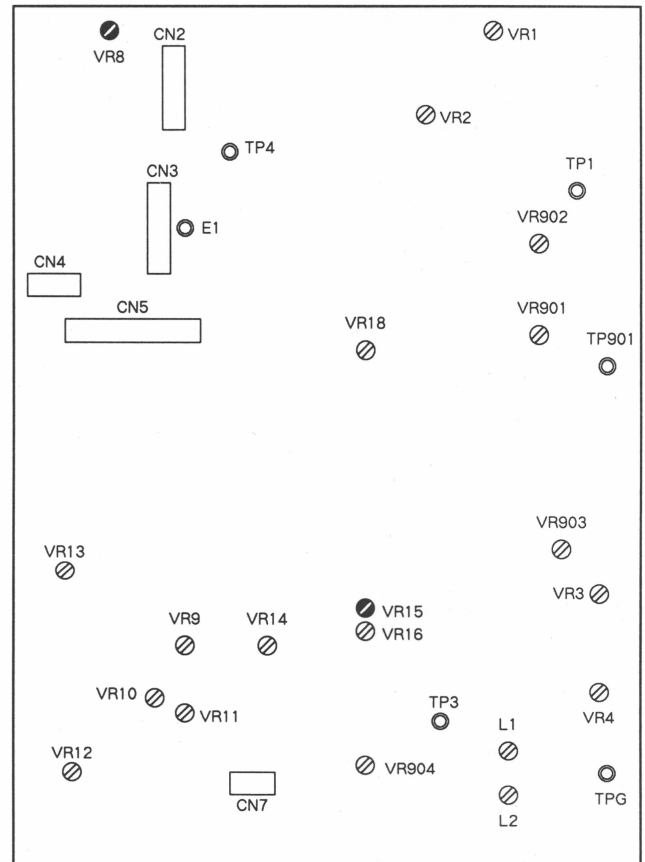 CN2
VR1
VR8
VR2
TP4
TP1
CN3
VR902
E1
CN4
CN5
VR901
VR18
TP901
VR903
VR13
VR3
VR15
VR9
VR14
VR16
VR10
TP3
VR11
VR4
L1
VR12
VR904
CN7
TPG
L2